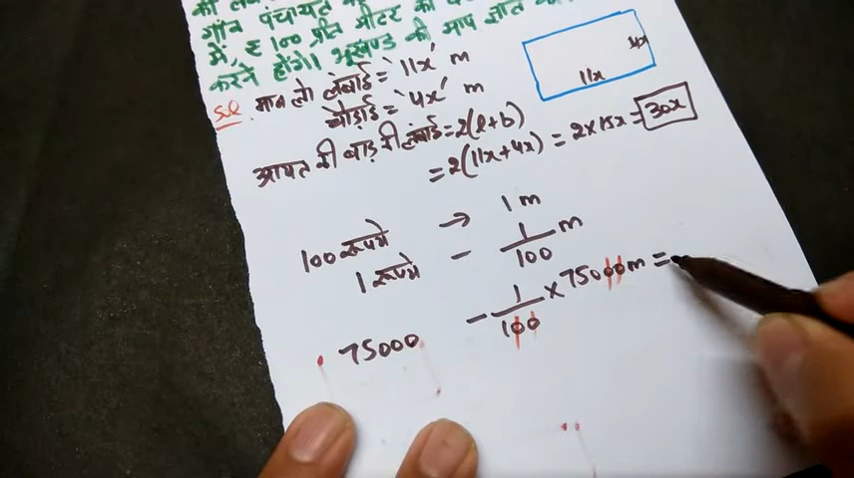 गाँव पंचायत
में, ₹ 100 प्रति मीटर की
करने होंगे। भूखण्ड की माप ज्ञात
Sol. मान लो लंबाई = '11x' m
चौड़ाई = '4x' m
4x
11x
आयत की बाड़ की लंबाई = 2(l+b)
= 2(11x+4x) = 2×15x = 30x
100 रूपये → 1 m
1 रूपये - 1/100 m
75000 - 1/100 × 75000 m =